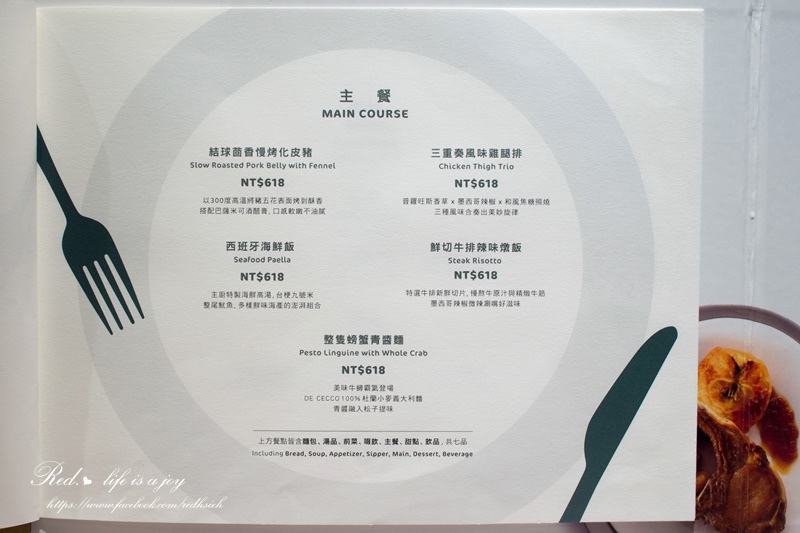 主 餐
MAIN COURSE
結球茴香慢烤化皮豬
Slow Roasted Pork Belly with Fennel
NT$618
以300度高溫將豬五花表面烤到酥香
搭配巴薩米可酒醋膏，口感軟嫩不油膩
三重奏風味雞腿排
Chicken Thigh Trio
NT$618
普羅旺斯香草 x 墨西哥辣椒 x 和風焦糖照燒
三種風味合奏出美妙旋律
西班牙海鮮飯
Seafood Paella
NT$618
主廚特製海鮮高湯，台梗九號米
整尾魷魚，多樣鮮味海產的澎湃組合
鮮切牛排辣味燉飯
Steak Risotto
NT$618
特選牛排新鮮切片，慢熬牛原汁與精緻牛筋
墨西哥辣椒微辣涮嘴好滋味
整隻螃蟹青醬麵
Pesto Linguine with Whole Crab
NT$618
美味牛蟳霸氣登場
DE CECCO 100% 杜蘭小麥義大利麵
青醬融入松子提味
上方餐點皆含麵包、湯品、前菜、啜飲、主餐、甜點、飲品，共七品
Including Bread, Soup, Appetizer, Sipper, Main, Dessert, Beverage
Red.❤ life is a joy
https://www.facebook.com/redhsieh